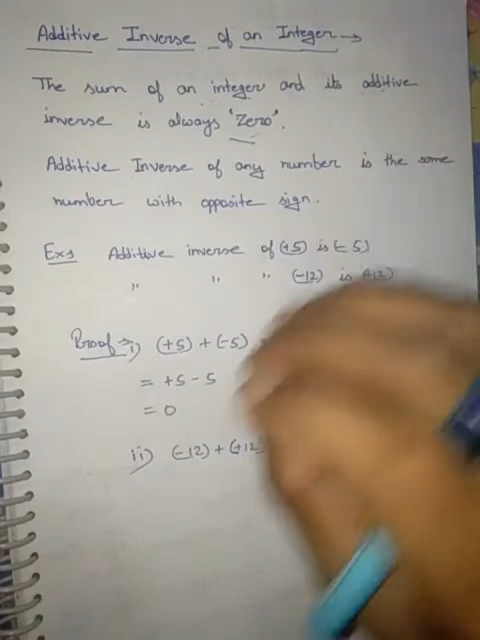 Additive Inverse of an Integer →
The sum of an integer and its additive
inverse is always 'Zero'.
Additive Inverse of any number is the same
number with opposite sign.
Exs Additive inverse of (+5) is (-5)
" " " (-12) is (+12)
Proof → i) (+5) + (-5)
= +5 - 5
= 0
ii) (-12) + (+12)